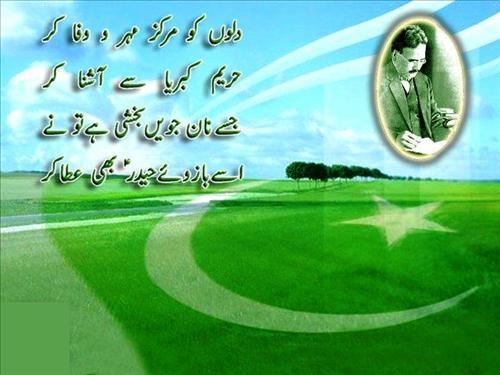 دلوں کو مرکز مہر و وفا کر
حریم کبریا سے آشنا کر
جسے نان جویں بخشی ہے تو نے
اسے بازوئے حیدرؑ بھی عطا کر